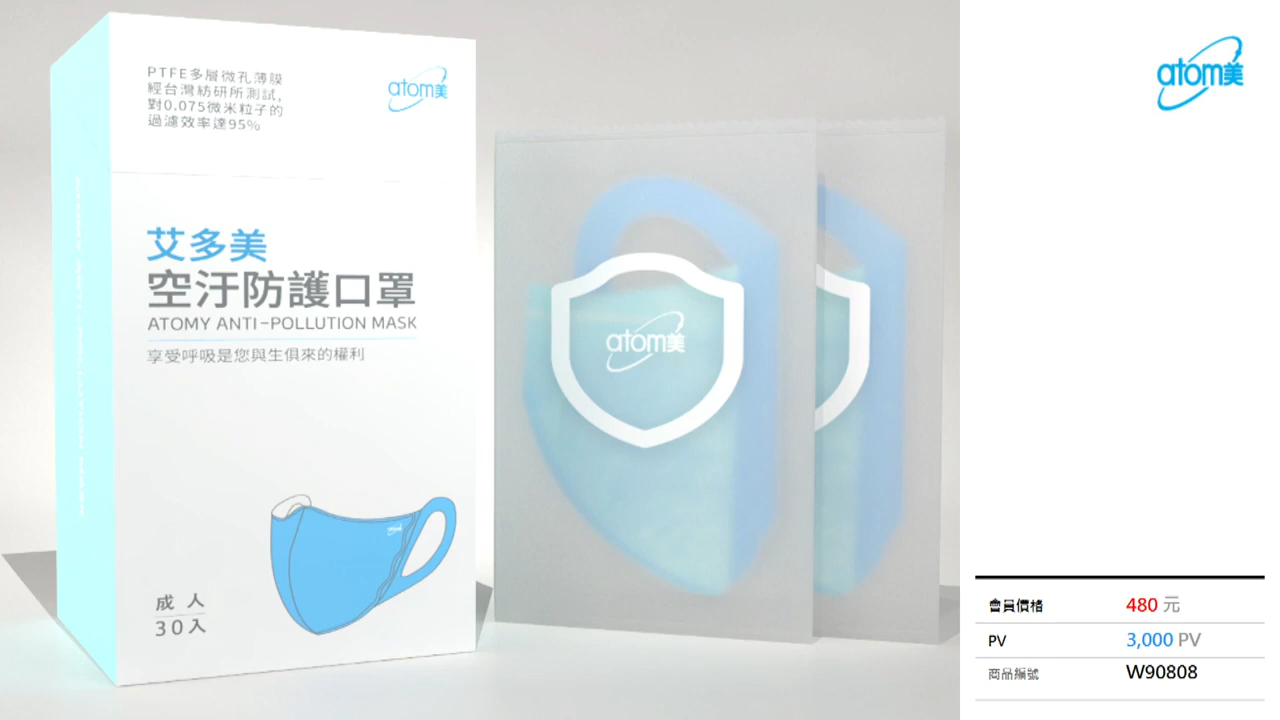 PTFE多層微孔薄膜
經台灣紡研所測試,
對0.075微米粒子的
過濾效率達95%
atom美
艾多美
空汙防護口罩
ATOMY ANTI-POLLUTION MASK
享受呼吸是您與生俱來的權利
成人
30入
atom美
atom美
會員價格 480 元
PV 3,000 PV
商品編號 W90808